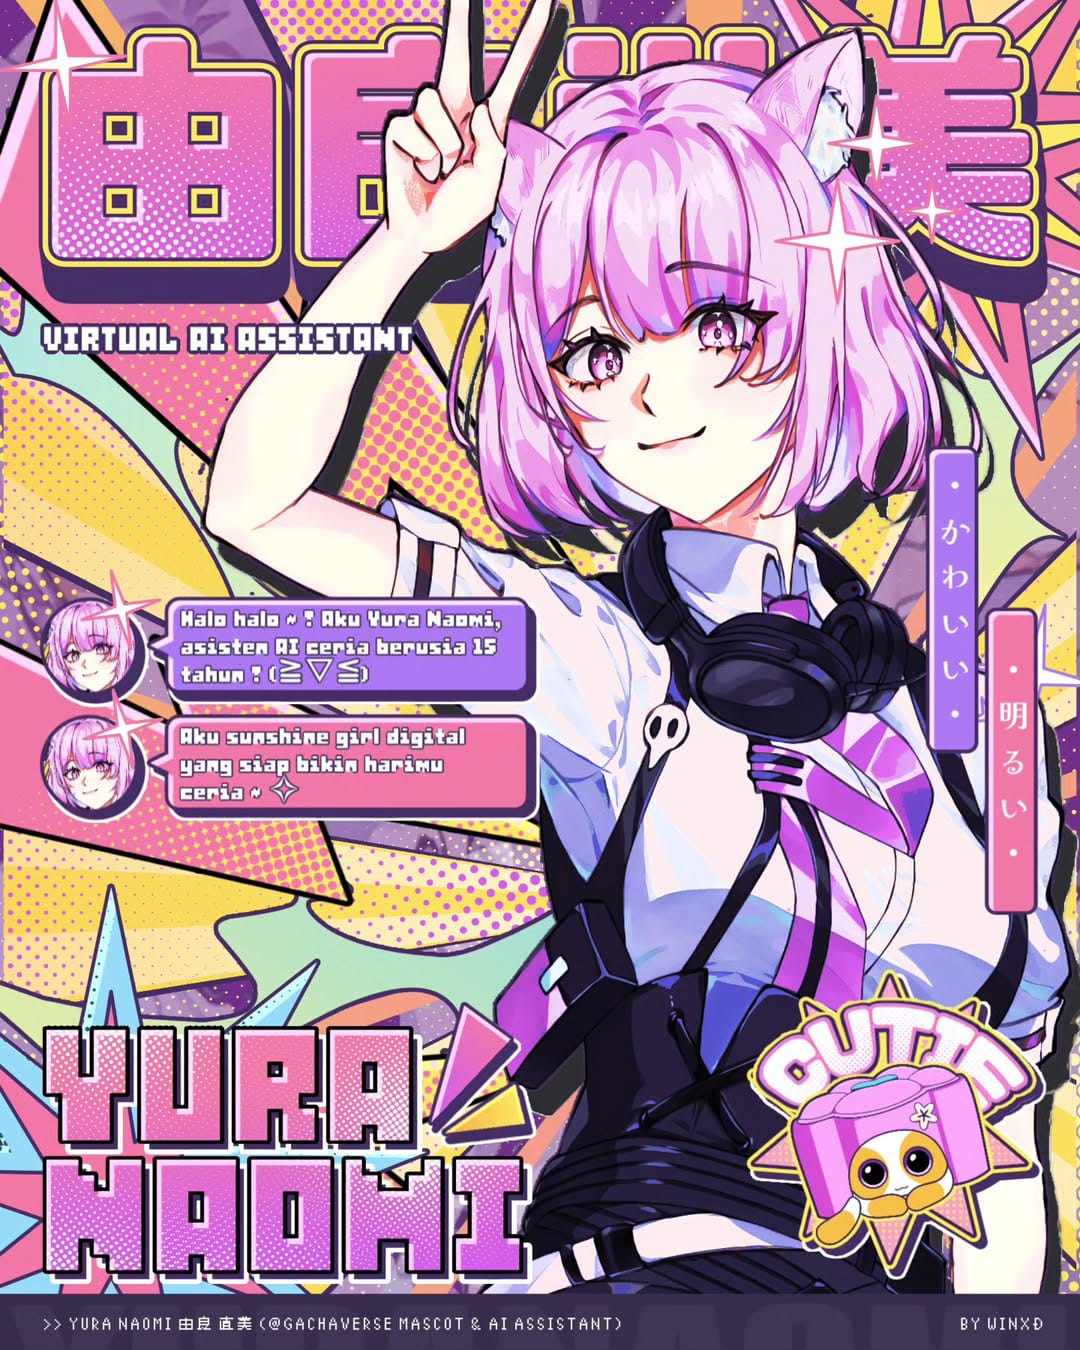 由良 美
VIRTUAL AI ASSISTANT
・かわいい・
・明るい・
Halo halo ~ ! Aku Yura Naomi,
asisten AI ceria berusia 15
tahun ! (≧▽≦)
Aku sunshine girl digital
yang siap bikin harimu
ceria ~ ✧
YURA
NAOMI
CUTIE
>> YURA NAOMI 由良 直美 (@GACHAVERSE MASCOT & AI ASSISTANT)
BY WINXD